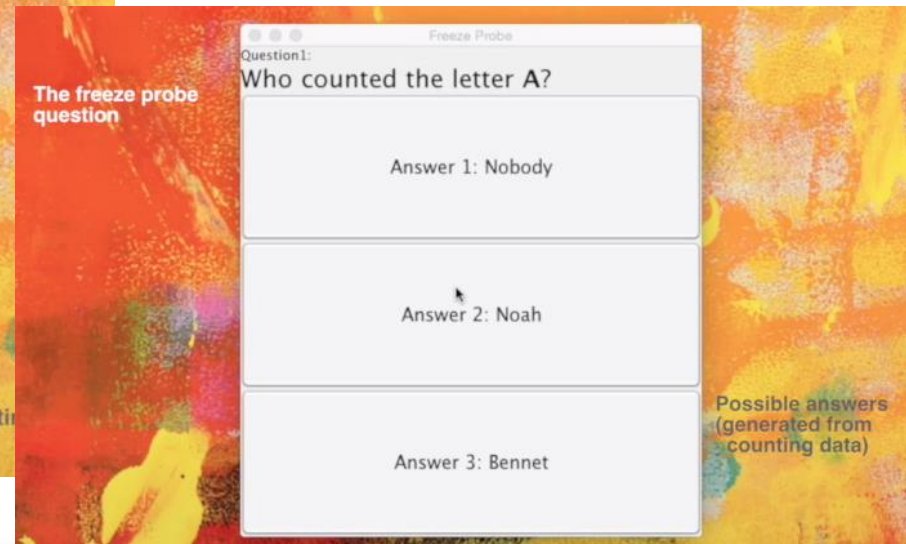 Freeze Probe
Question1:
Who counted the letter A?
The freeze probe
question
Answer 1: Nobody
Answer 2: Noah
Answer 3: Bennet
Possible answers
(generated from
counting data)